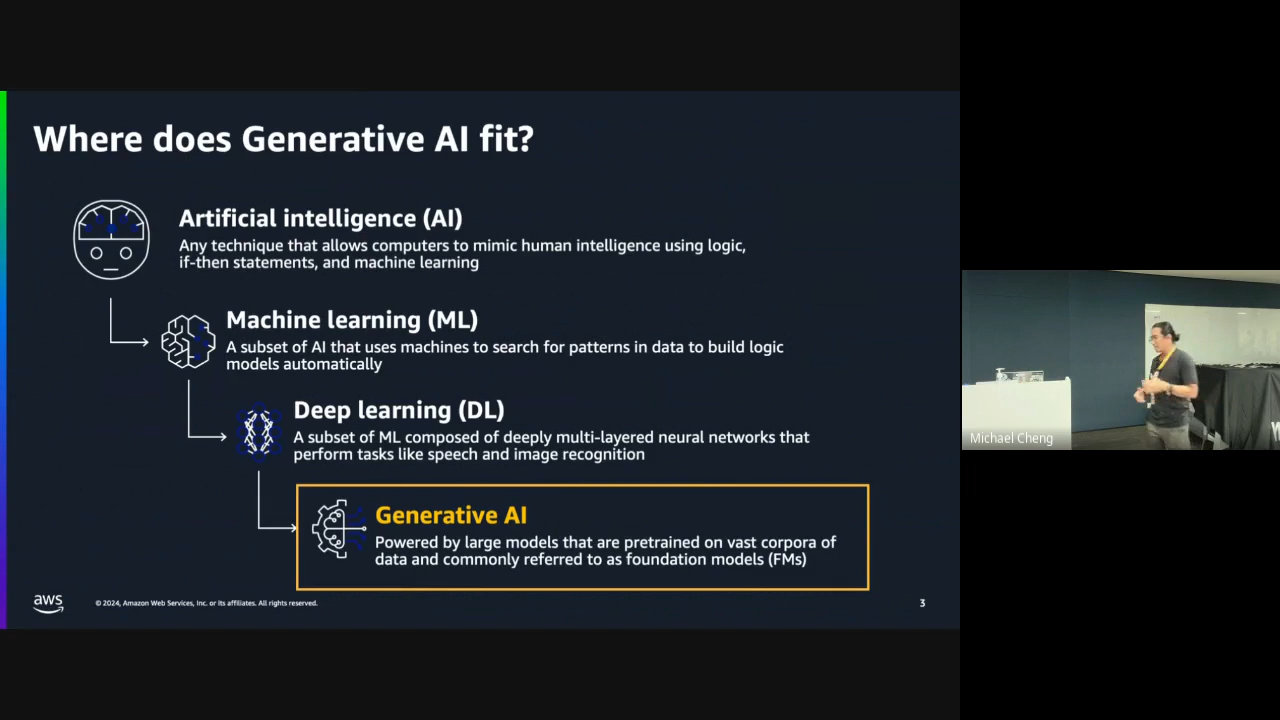 Where does Generative AI fit?
Artificial intelligence (AI)
Any technique that allows computers to mimic human intelligence using logic,
if-then statements, and machine learning
Machine learning (ML)
A subset of AI that uses machines to search for patterns in data to build logic
models automatically
Deep learning (DL)
A subset of ML composed of deeply multi-layered neural networks that
perform tasks like speech and image recognition
Generative AI
Powered by large models that are pretrained on vast corpora of
data and commonly referred to as foundation models (FMs)
aws
© 2024, Amazon Web Services, Inc. or its affiliates. All rights reserved.
3
Michael Cheng